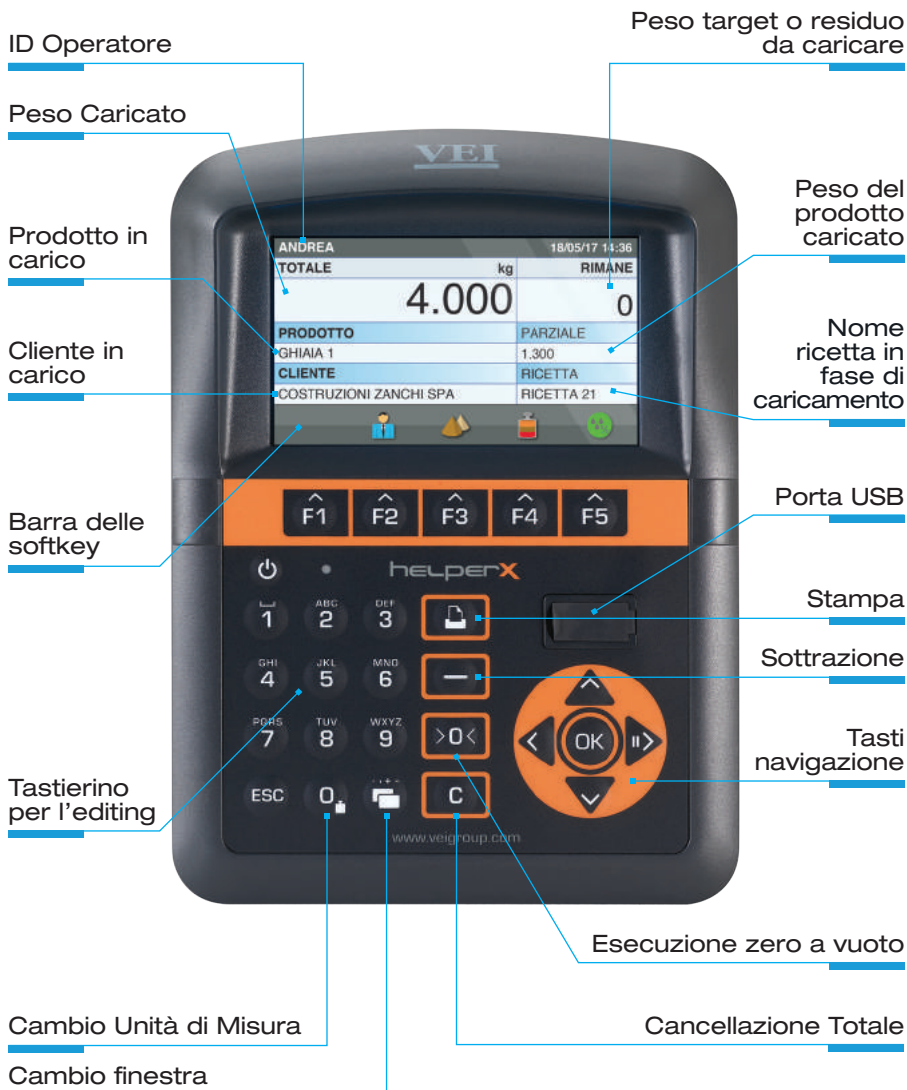 ID Operatore
Peso target o residuo
da caricare
Peso Caricato
VEI
Peso del
prodotto
caricato
Prodotto in
carico
ANDREA 18/05/17 14:36
TOTALE kg RIMANE
4.000 0
PRODOTTO PARZIALE
GHIAIA 1 1.300
CLIENTE RICETTA
COSTRUZIONI ZANCHI SPA RICETTA 21
Cliente in
carico
Nome
ricetta in
fase di
caricamento
F1 F2 F3 F4 F5
Barra delle
softkey
Porta USB
helperX
Stampa
ABC DEF
1 2 3
Sottrazione
GHI JKL MNO
4 5 6 −
PQRS TUV WXYZ
7 8 9 >0<
OK
Tasti
navigazione
Tastierino
per l'editing
ESC 0 C
www.veigroup.com
Esecuzione zero a vuoto
Cambio Unità di Misura
Cancellazione Totale
Cambio finestra